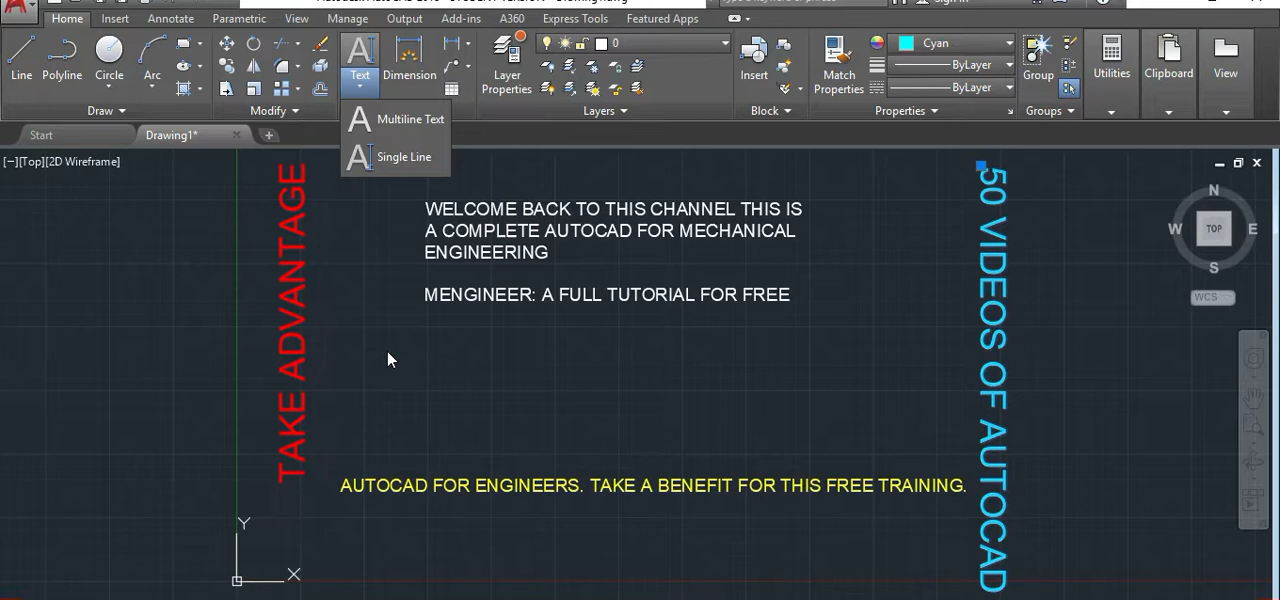 Home Insert Annotate Parametric View Manage Output Add-ins A360 Express Tools Featured Apps
Line Polyline Circle Arc Text Dimension Layer Properties 0 Insert Match Properties Cyan ByLayer ByLayer Group Utilities Clipboard View
Draw Modify Layers Block Properties Groups
Multiline Text
Single Line
Start Drawing1*
[−][Top][2D Wireframe]
TAKE ADVANTAGE
WELCOME BACK TO THIS CHANNEL THIS IS
A COMPLETE AUTOCAD FOR MECHANICAL
ENGINEERING
MENGINEER: A FULL TUTORIAL FOR FREE
50 VIDEOS OF AUTOCAD
AUTOCAD FOR ENGINEERS. TAKE A BENEFIT FOR THIS FREE TRAINING.
N
W TOP E
S
WCS
Y
X